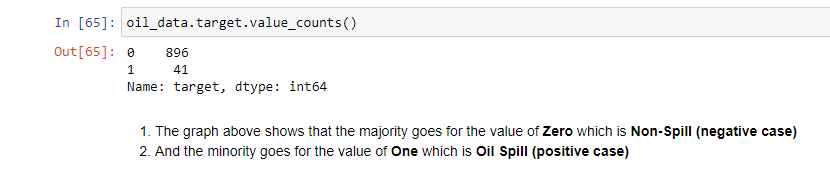 In [65]: oil_data.target.value_counts()
Out[65]: 0    896
1     41
Name: target, dtype: int64
1. The graph above shows that the majority goes for the value of Zero which is Non-Spill (negative case)
2. And the minority goes for the value of One which is Oil Spill (positive case)